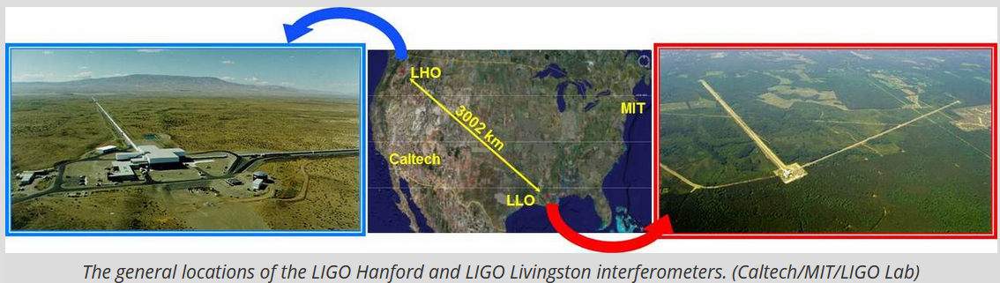 LHO
MIT
3002 km
Caltech
LLO
The general locations of the LIGO Hanford and LIGO Livingston interferometers. (Caltech/MIT/LIGO Lab)